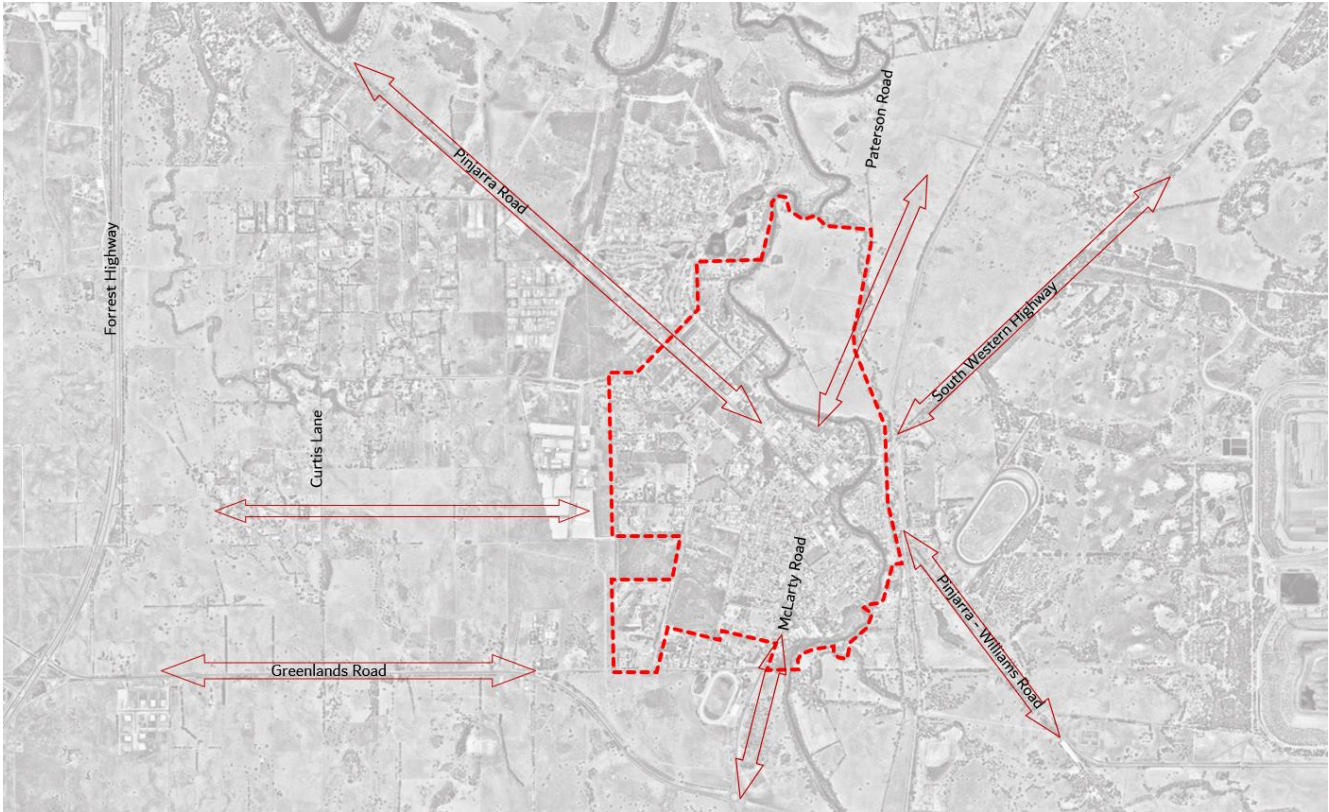 Pinjarra Road
Paterson Road
Forrest Highway
South Western Highway
Curtis Lane
McLarty Road
Pinjarra - Williams Road
Greenlands Road